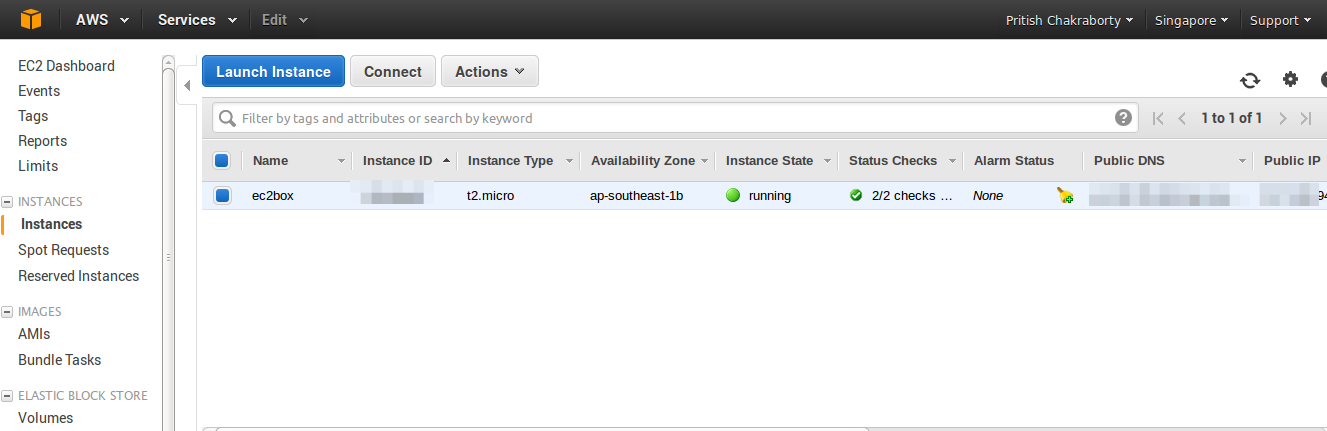 AWS Services Edit Pritish Chakraborty Singapore Support
EC2 Dashboard
Events
Tags
Reports
Limits
INSTANCES
Instances
Spot Requests
Reserved Instances
IMAGES
AMIs
Bundle Tasks
ELASTIC BLOCK STORE
Volumes
Launch Instance Connect Actions
Filter by tags and attributes or search by keyword ? 1 to 1 of 1
Name Instance ID Instance Type Availability Zone Instance State Status Checks Alarm Status Public DNS Public IP
ec2box t2.micro ap-southeast-1b running 2/2 checks ... None